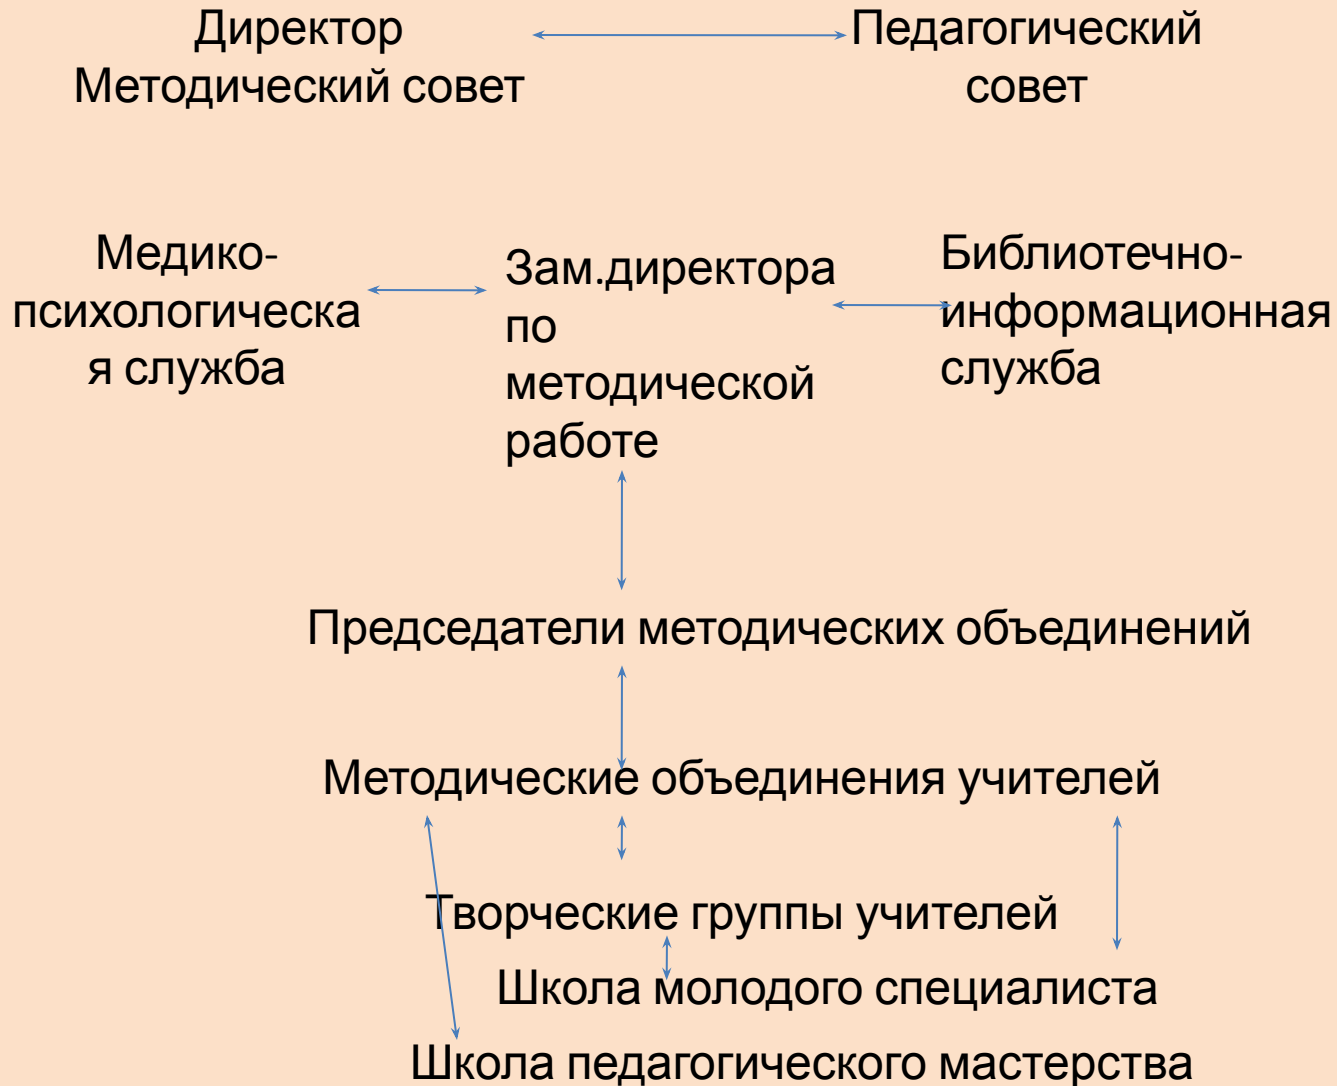 Директор
Методический совет
Педагогический
совет
Медико-
психологическа
я служба
Зам.директора
по
методической
работе
Библиотечно-
информационная
служба
Председатели методических объединений
Методические объединения учителей
Творческие группы учителей
Школа молодого специалиста
Школа педагогического мастерства